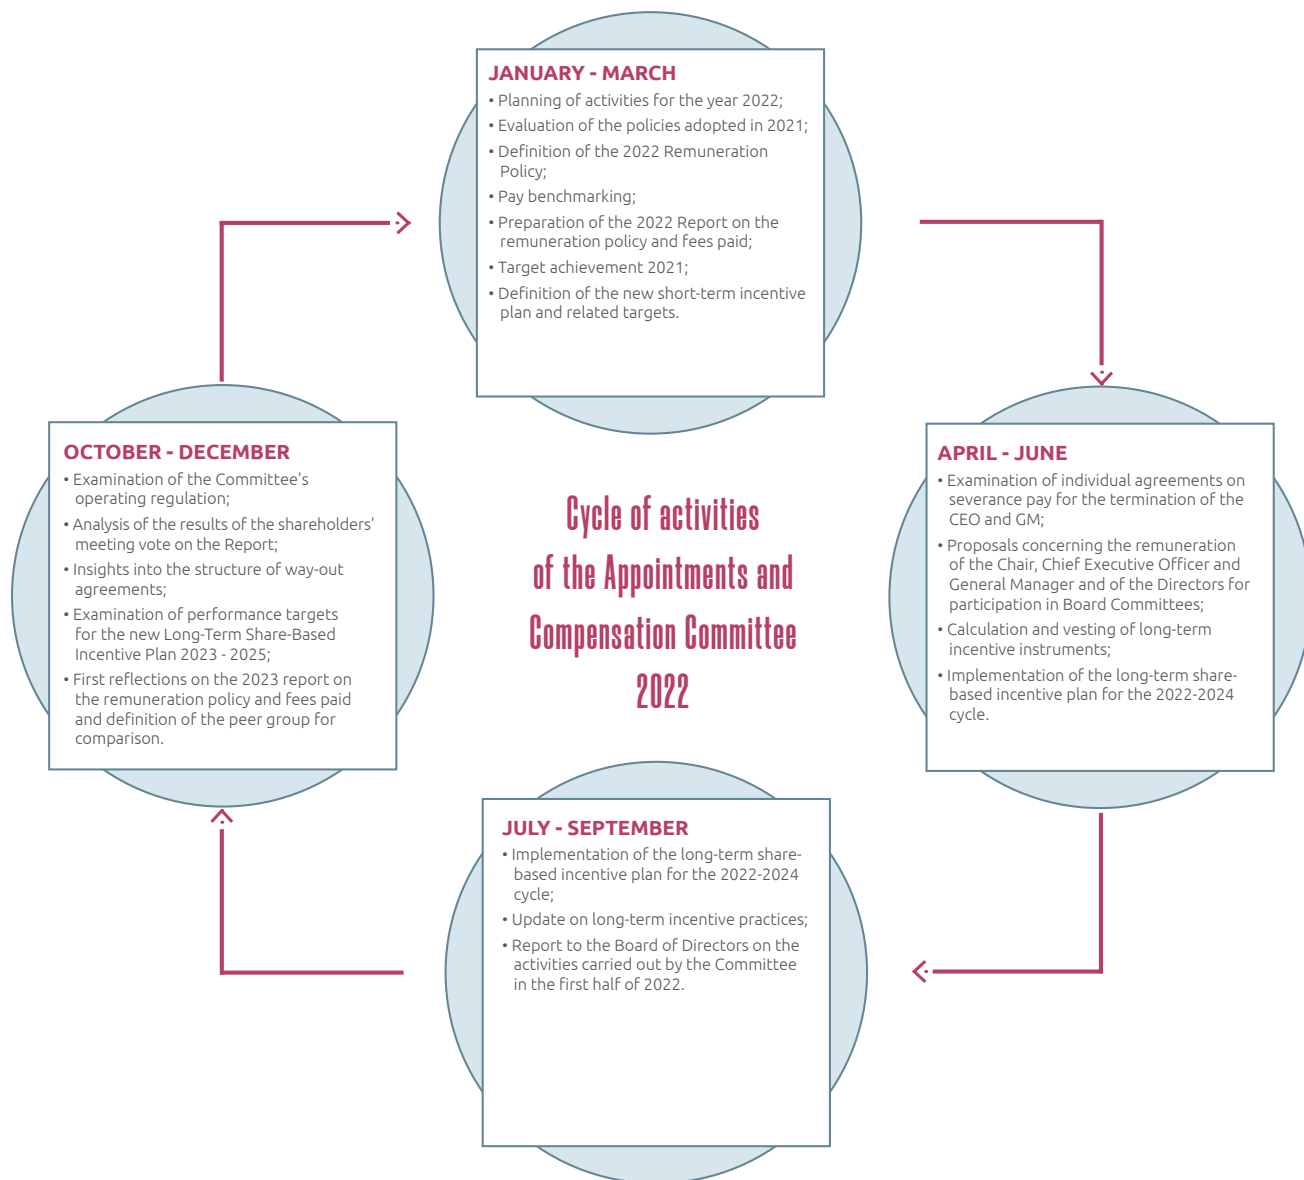 JANUARY - MARCH
• Planning of activities for the year 2022;
• Evaluation of the policies adopted in 2021;
• Definition of the 2022 Remuneration
Policy;
• Pay benchmarking;
• Preparation of the 2022 Report on the
remuneration policy and fees paid;
• Target achievement 2021;
• Definition of the new short-term incentive
plan and related targets.
OCTOBER - DECEMBER
• Examination of the Committee's
operating regulation;
• Analysis of the results of the shareholders'
meeting vote on the Report;
• Insights into the structure of way-out
agreements;
• Examination of performance targets
for the new Long-Term Share-Based
Incentive Plan 2023 - 2025;
• First reflections on the 2023 report on
the remuneration policy and fees paid
and definition of the peer group for
comparison.
Cycle of activities
of the Appointments and
Compensation Committee
2022
APRIL - JUNE
• Examination of individual agreements on
severance pay for the termination of the
CEO and GM;
• Proposals concerning the remuneration
of the Chair, Chief Executive Officer and
General Manager and of the Directors for
participation in Board Committees;
• Calculation and vesting of long-term
incentive instruments;
• Implementation of the long-term share-
based incentive plan for the 2022-2024
cycle.
JULY - SEPTEMBER
• Implementation of the long-term share-
based incentive plan for the 2022-2024
cycle;
• Update on long-term incentive practices;
• Report to the Board of Directors on the
activities carried out by the Committee
in the first half of 2022.